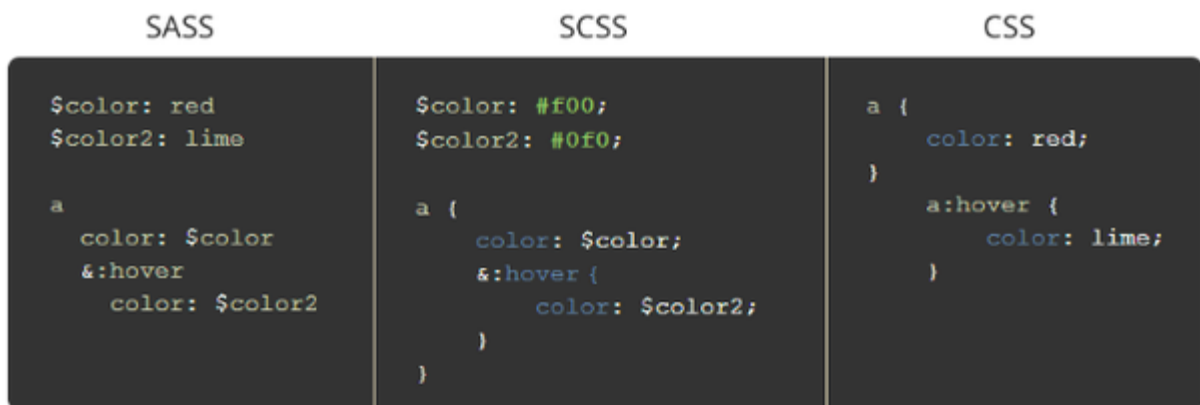 SASS
$color: red
$color2: lime
a
color: $color
&:hover
color: $color2
SCSS
$color: #f00;
$color2: #0f0;
a {
color: $color;
&:hover {
color: $color2;
}
}
CSS
a {
color: red;
}
a:hover {
color: lime;
}